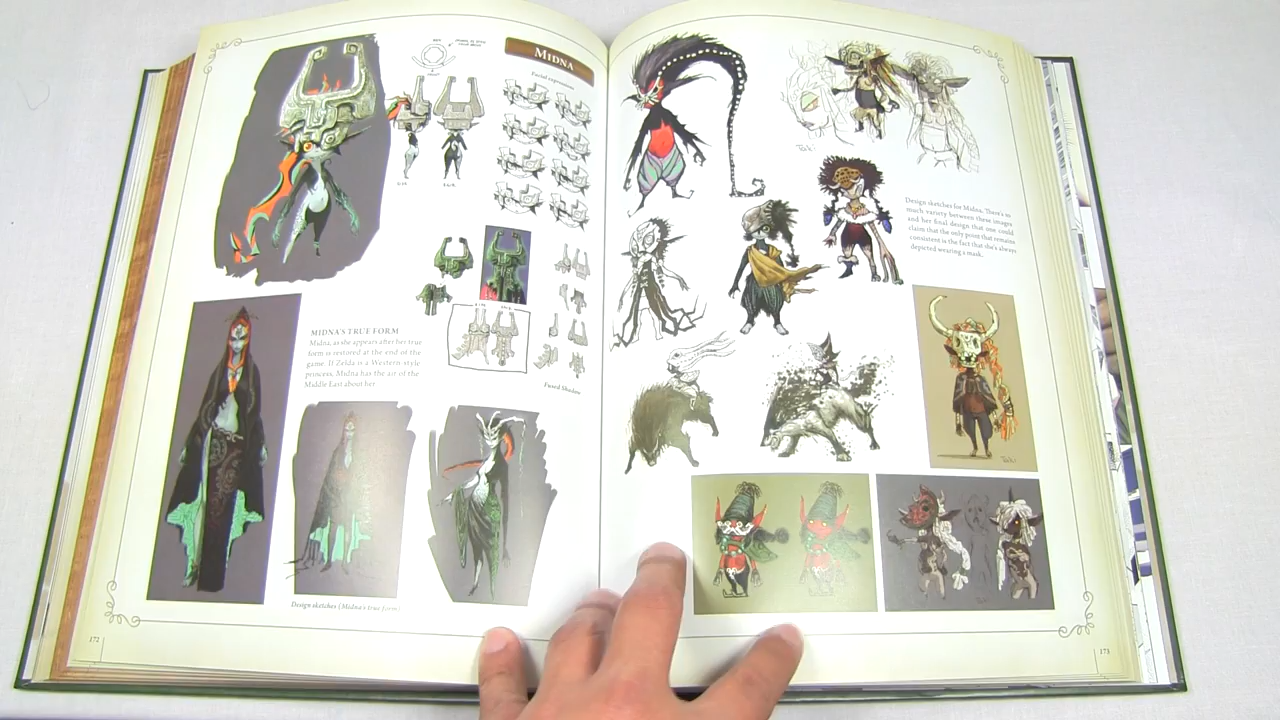 MIDNA
Facial expressions
MIDNA'S TRUE FORM
Midna, as she appears after her true
form is restored at the end of the
game. If Zelda is a Western style
princess, Midna has the air of the
Middle East about her.
Fused Shadow
Design sketches (Midna's true form)
172
Design sketches for Midna. There's so
much variety between these images
and her final design that one could
claim that the only point that remains
consistent is the fact that she's always
depicted wearing a mask.
173